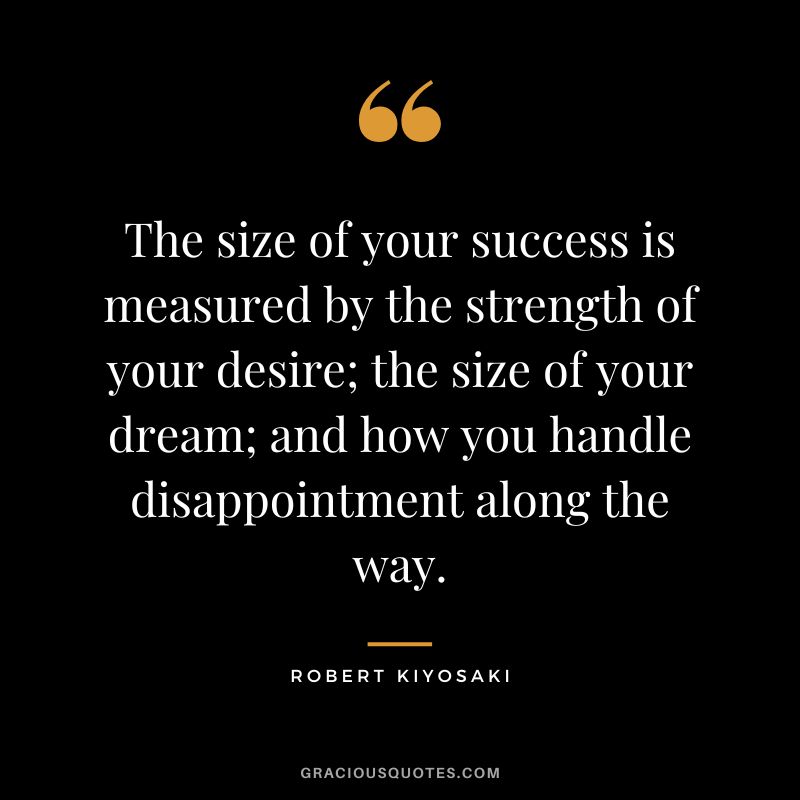 ❝
The size of your success is
measured by the strength of
your desire; the size of your
dream; and how you handle
disappointment along the
way.
ROBERT KIYOSAKI
GRACIOUSQUOTES.COM